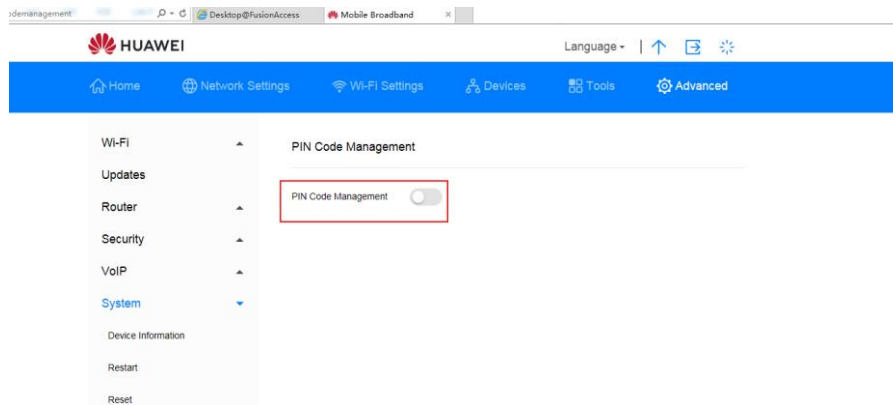 odemanagement
Desktop@FusionAccess
Mobile Broadband
HUAWEI
Language
Home
Network Settings
Wi-Fi Settings
Devices
Tools
Advanced
Wi-Fi
PIN Code Management
Updates
PIN Code Management
Router
Security
VoIP
System
Device Information
Restart
Reset